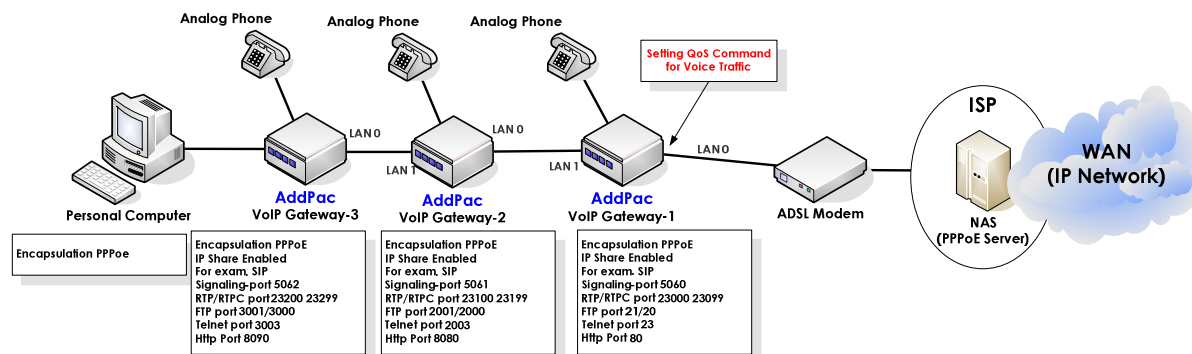 Analog Phone
Analog Phone
Analog Phone
Setting QoS Command
for Voice Traffic
LAN 0
LAN 1
LAN 0
LAN 1
LAN 0
ISP
WAN
(IP Network)
NAS
(PPPoE Server)
Personal Computer
AddPac
VoIP Gateway-3
AddPac
VoIP Gateway-2
AddPac
VoIP Gateway-1
ADSL Modem
Encapsulation PPPoe
Encapsulation PPPoE
IP Share Enabled
For exam, SIP
Signaling-port 5062
RTP/RTPC port 23200 23299
FTP port 3001/3000
Telnet port 3003
Http Port 8090
Encapsulation PPPoE
IP Share Enabled
For exam, SIP
Signaling-port 5061
RTP/RTPC port 23100 23199
FTP port 2001/2000
Telnet port 2003
Http Port 8080
Encapsulation PPPoE
IP Share Enabled
For exam. SIP
Signaling-port 5060
RTP/RTPC port 23000 23099
FTP port 21/20
Telnet port 23
Http Port 80